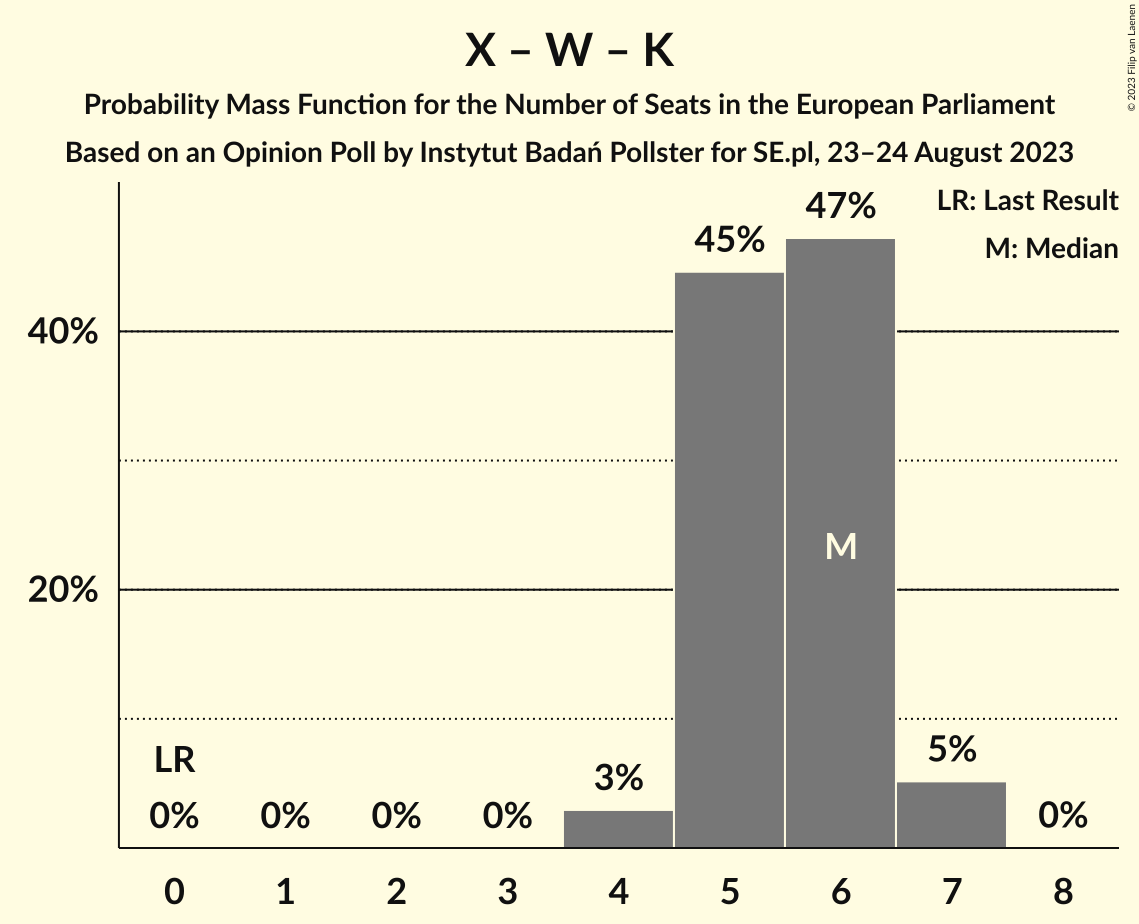 X – W – K
Probability Mass Function for the Number of Seats in the European Parliament
Based on an Opinion Poll by Instytut Badań Pollster for SE.pl, 23–24 August 2023
© 2023 Filip van Laenen
LR: Last Result
M: Median
47%
45%
40%
M
20%
LR
5%
3%
0% 0% 0% 0% 0%
0 1 2 3 4 5 6 7 8